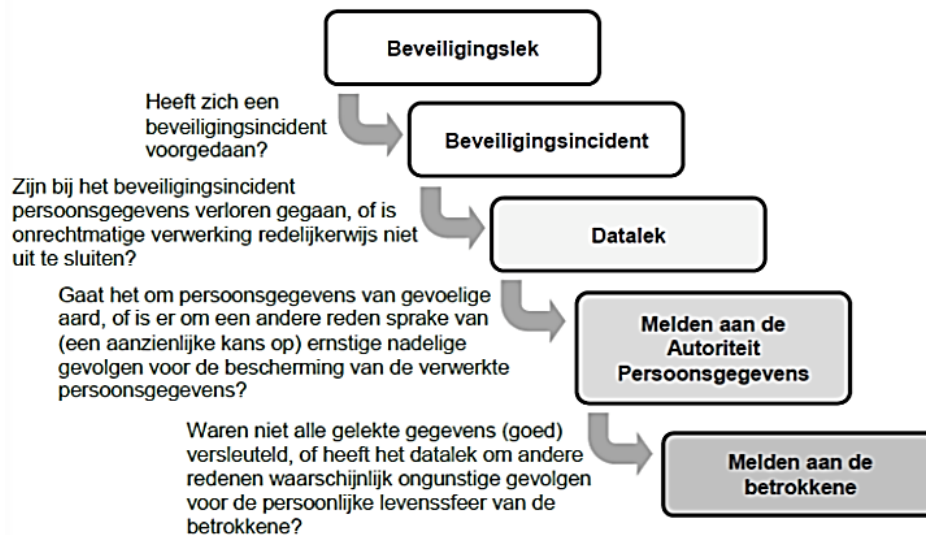 Beveiligingslek
Heeft zich een
beveiligingsincident
voorgedaan?
Beveiligingsincident
Zijn bij het beveiligingsincident
persoonsgegevens verloren gegaan, of is
onrechtmatige verwerking redelijkerwijs niet
uit te sluiten?
Datalek
Gaat het om persoonsgegevens van gevoelige
aard, of is er om een andere reden sprake van
(een aanzienlijke kans op) ernstige nadelige
gevolgen voor de bescherming van de verwerkte
persoonsgegevens?
Melden aan de
Autoriteit
Persoonsgegevens
Waren niet alle gelekte gegevens (goed)
versleuteld, of heeft het datalek om andere
redenen waarschijnlijk ongunstige gevolgen
voor de persoonlijke levenssfeer van de
betrokkene?
Melden aan de
betrokkene